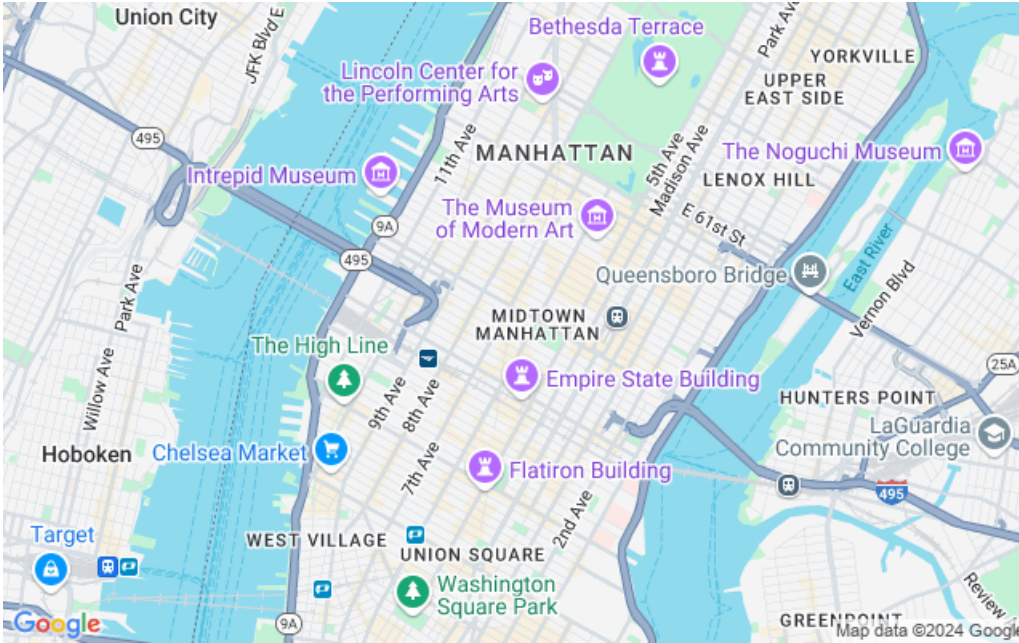 Union City
JFK Blvd E
Bethesda Terrace
Park Ave
YORKVILLE
Lincoln Center for
the Performing Arts
UPPER
EAST SIDE
495
11th Ave
MANHATTAN
5th Ave
Madison Ave
The Noguchi Museum
Intrepid Museum
LENOX HILL
The Museum
of Modern Art
9A
E 61st St
495
Queensboro Bridge
East River
Vernon Blvd
Park Ave
MIDTOWN
MANHATTAN
The High Line
Empire State Building
25A
Willow Ave
9th Ave
8th Ave
HUNTERS POINT
LaGuardia
Community College
Hoboken
Chelsea Market
7th Ave
Flatiron Building
495
2nd Ave
Target
WEST VILLAGE
UNION SQUARE
Washington
Square Park
Review
9A
GREENPOINT
Google
Map data ©2024 Google